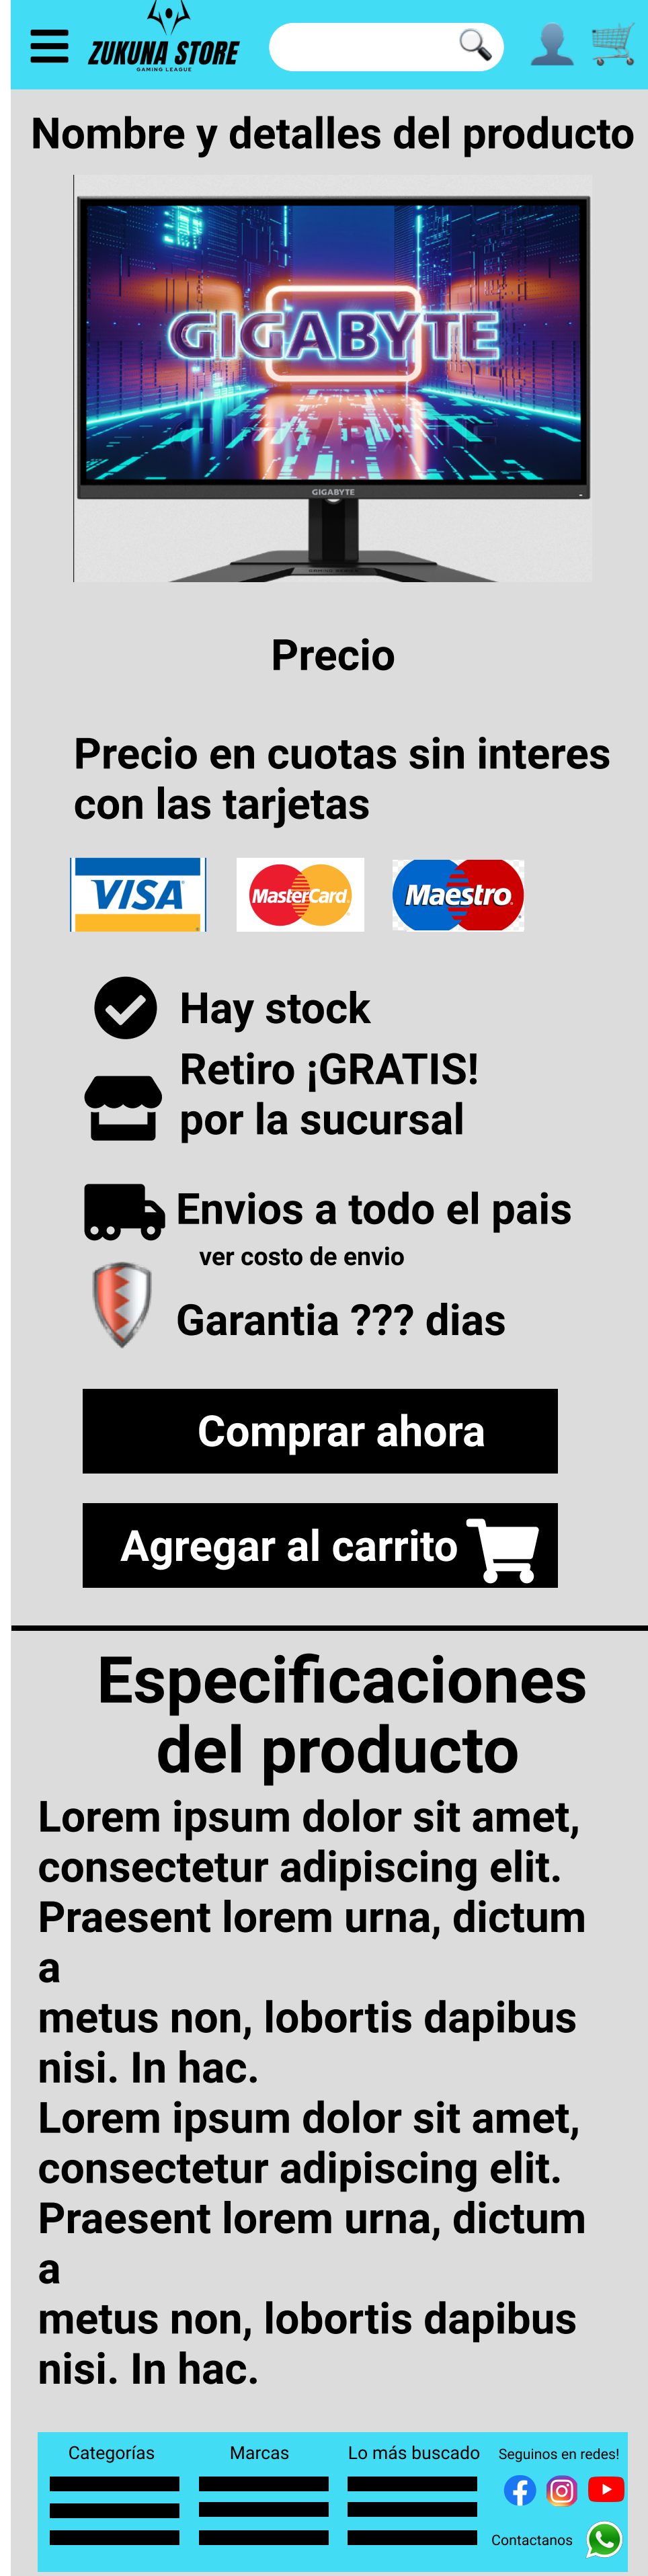 ZUKUNA STORE
GAMING LEAGUE
Nombre y detalles del producto
GIGABYTE
GIGABYTE
Precio
Precio en cuotas sin interes
con las tarjetas
VISA
MasterCard
Maestro
Hay stock
Retiro ¡GRATIS!
por la sucursal
Envios a todo el pais
ver costo de envio
Garantia ??? dias
Comprar ahora
Agregar al carrito
Especificaciones
del producto
Lorem ipsum dolor sit amet,
consectetur adipiscing elit.
Praesent lorem urna, dictum
a
metus non, lobortis dapibus
nisi. In hac.
Lorem ipsum dolor sit amet,
consectetur adipiscing elit.
Praesent lorem urna, dictum
a
metus non, lobortis dapibus
nisi. In hac.
Categorías
Marcas
Lo más buscado
Seguinos en redes!
Contactanos